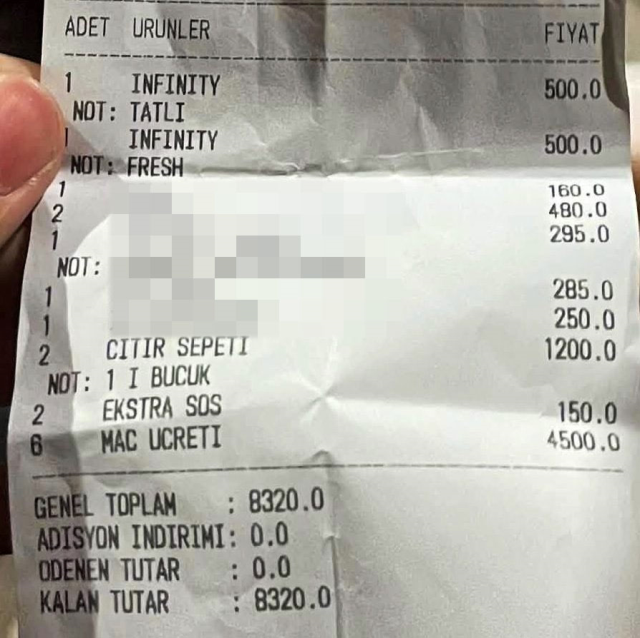 ADET URUNLER FIYAT
1 INFINITY 500.0
NOT: TATLI
1 INFINITY 500.0
NOT: FRESH
1 160.0
2 480.0
1 295.0
NOT:
1 285.0
1 250.0
2 CITIR SEPETI 1200.0
NOT: 1 I BUCUK
2 EKSTRA SOS 150.0
6 MAC UCRETI 4500.0
GENEL TOPLAM : 8320.0
ADISYON INDIRIMI: 0.0
ODENEN TUTAR : 0.0
KALAN TUTAR : 8320.0